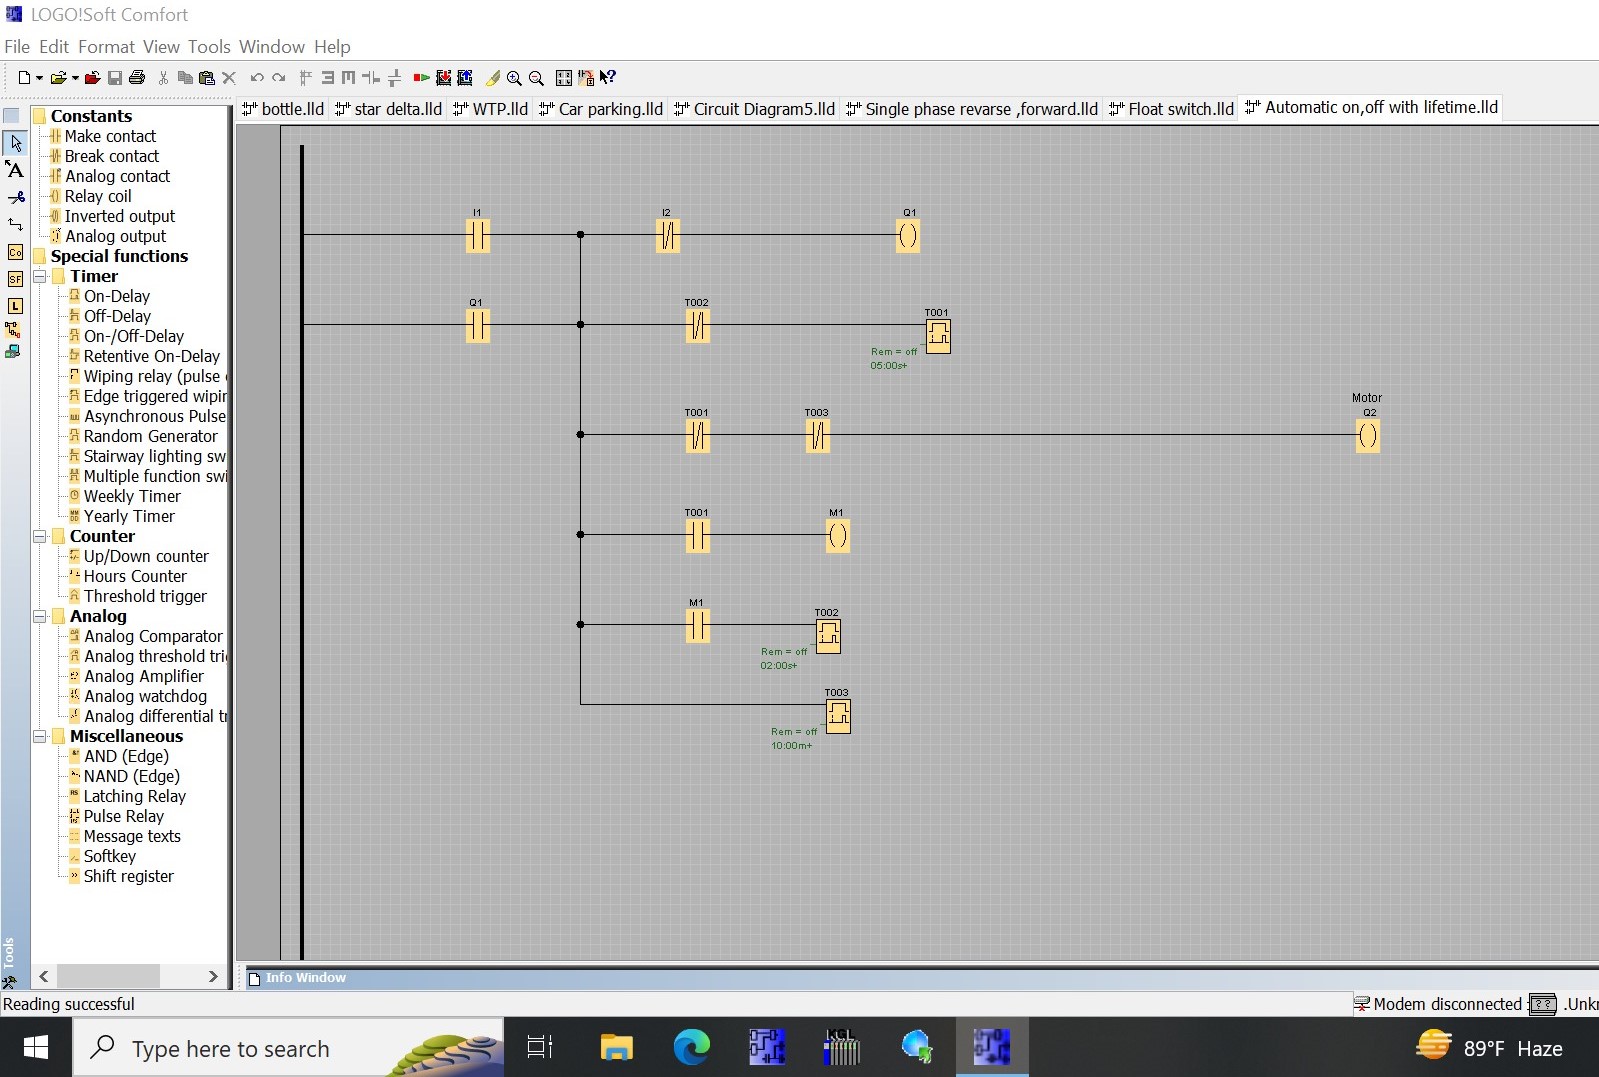 LOGO!Soft Comfort
File Edit Format View Tools Window Help
bottle.lld star delta.lld WTP.lld Car parking.lld Circuit Diagram5.lld Single phase revarse ,forward.lld Float switch.lld Automatic on,off with lifetime.lld
Constants
Make contact
Break contact
Analog contact
Relay coil
Inverted output
Analog output
Special functions
Timer
On-Delay
Off-Delay
On-/Off-Delay
Retentive On-Delay
Wiping relay (pulse
Edge triggered wipin
Asynchronous Pulse
Random Generator
Stairway lighting sw
Multiple function swi
Weekly Timer
Yearly Timer
Counter
Up/Down counter
Hours Counter
Threshold trigger
Analog
Analog Comparator
Analog threshold tri
Analog Amplifier
Analog watchdog
Analog differential t
Miscellaneous
AND (Edge)
NAND (Edge)
Latching Relay
Pulse Relay
Message texts
Softkey
Shift register
A
Co
SF
L
Tools
I1 I2 Q1
Q1 T002 T001
Rem = off
05:00s+
Motor
T001 T003 Q2
T001 M1
M1 T002
Rem = off
02:00s+
T003
Rem = off
10:00m+
Info Window
Reading successful
Modem disconnected ?? .Unkn
Type here to search
KGL
89°F Haze